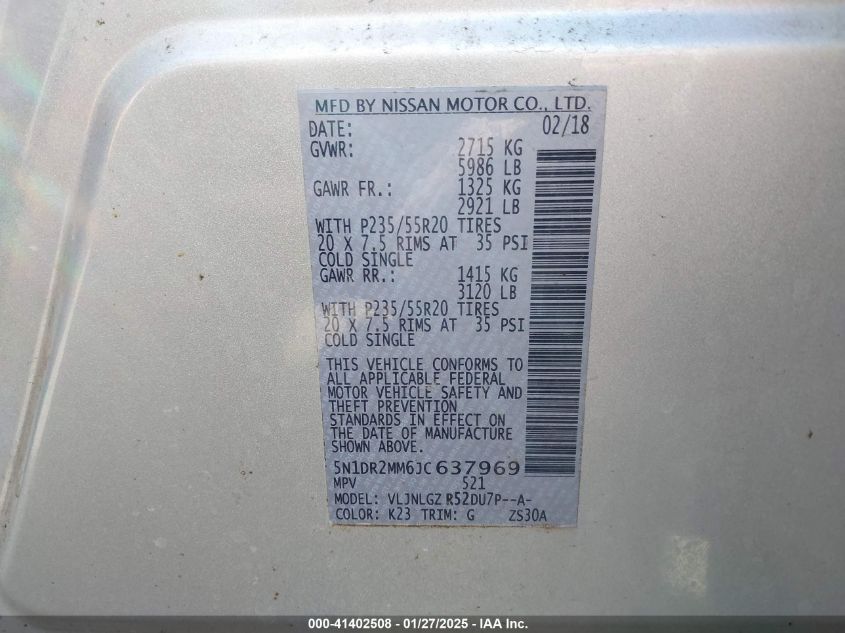 MFD BY NISSAN MOTOR CO., LTD.
DATE: 02/18
GVWR: 2715 KG
5986 LB
GAWR FR.: 1325 KG
2921 LB
WITH P235/55R20 TIRES
20 X 7.5 RIMS AT 35 PSI
COLD SINGLE
GAWR RR.: 1415 KG
3120 LB
WITH P235/55R20 TIRES
20 X 7.5 RIMS AT 35 PSI
COLD SINGLE
THIS VEHICLE CONFORMS TO
ALL APPLICABLE FEDERAL
MOTOR VEHICLE SAFETY AND
THEFT PREVENTION
STANDARDS IN EFFECT ON
THE DATE OF MANUFACTURE
SHOWN ABOVE.
5N1DR2MM6JC637969
MPV 521
MODEL: VLJNLGZ R52DU7P--A-
COLOR: K23 TRIM: G ZS30A
000-41402508 — 01/27/2025 — IAA Inc.